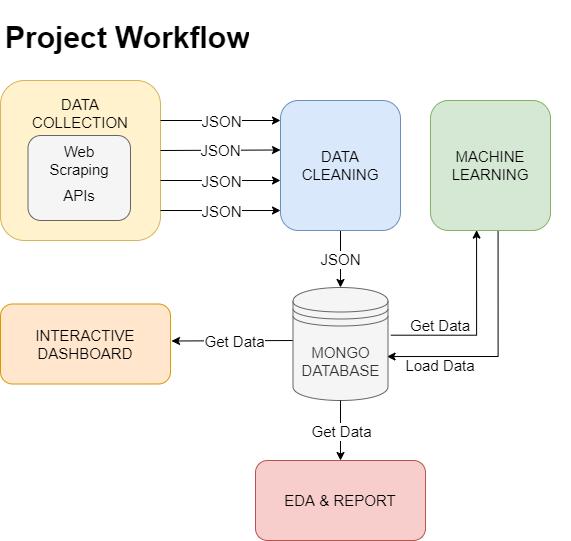 Project Workflow
DATA
COLLECTION
Web
Scraping
APIs
JSON
JSON
JSON
JSON
DATA
CLEANING
MACHINE
LEARNING
JSON
INTERACTIVE
DASHBOARD
Get Data
MONGO
DATABASE
Get Data
Load Data
Get Data
EDA & REPORT